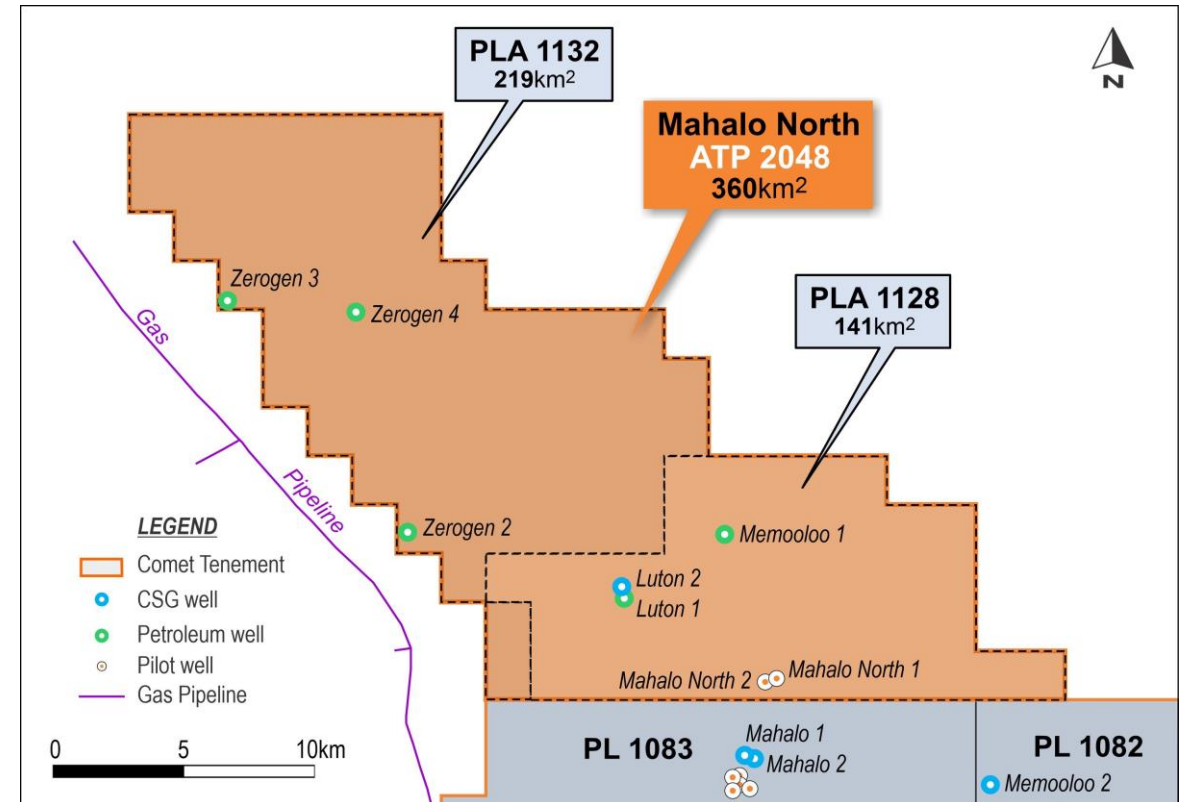 PLA 1132
219km²
N
Mahalo North
ATP 2048
360km²
PLA 1128
141km²
Zerogen 3
Zerogen 4
Gas
Pipeline
Zerogen 2
Memooloo 1
Luton 2
Luton 1
Mahalo North 2
Mahalo North 1
LEGEND
Comet Tenement
CSG well
Petroleum well
Pilot well
Gas Pipeline
0 5 10km
PL 1083
Mahalo 1
Mahalo 2
PL 1082
Memooloo 2